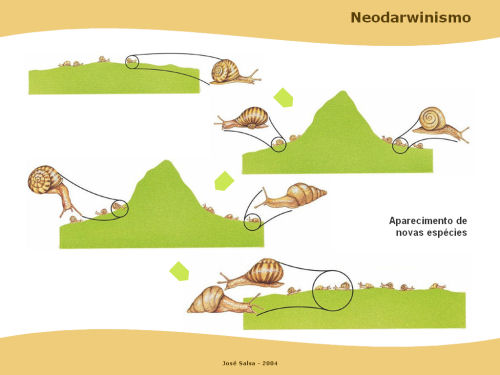 Neodarwinismo
Aparecimento de
novas espécies
José Salsa - 2004